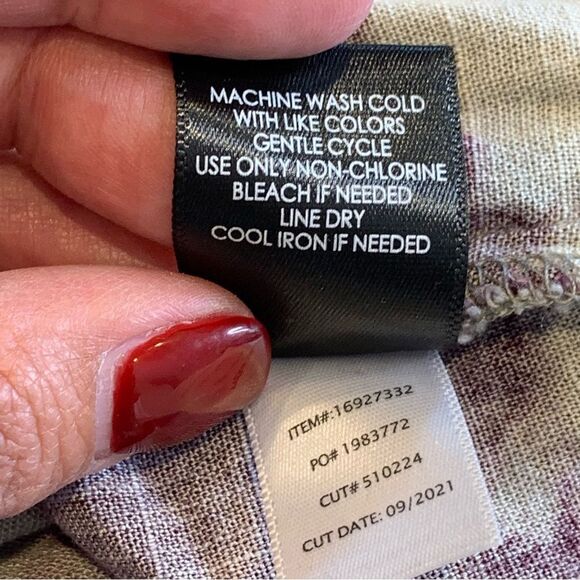 MACHINE WASH COLD
WITH LIKE COLORS
GENTLE CYCLE
USE ONLY NON-CHLORINE
BLEACH IF NEEDED
LINE DRY
COOL IRON IF NEEDED
ITEM#:16927332
PO# 1983772
CUT# 510224
CUT DATE: 09/2021